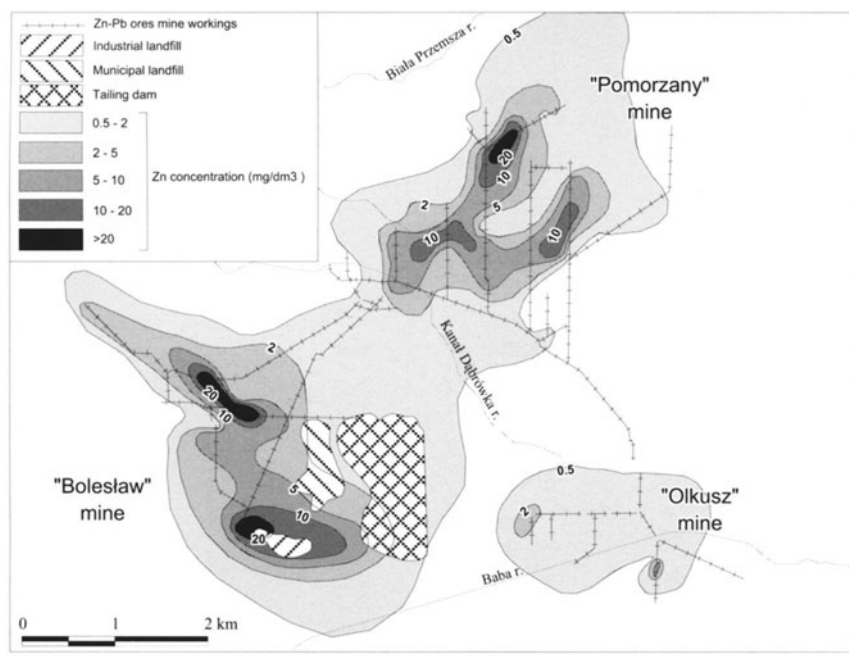 Zn-Pb ores mine workings
Industrial landfill
Municipal landfill
Tailing dam
0.5 - 2
2 - 5
5 - 10
10 - 20
>20
Zn concentration (mg/dm3 )
Biała Przemsza r.
0.5
"Pomorzany"
mine
20
10
5
2
10
10
Kanał Dąbrówka r.
2
20
10
"Bolesław"
mine
5
10
20
0.5
2
"Olkusz"
mine
Baba r.
0 1 2 km